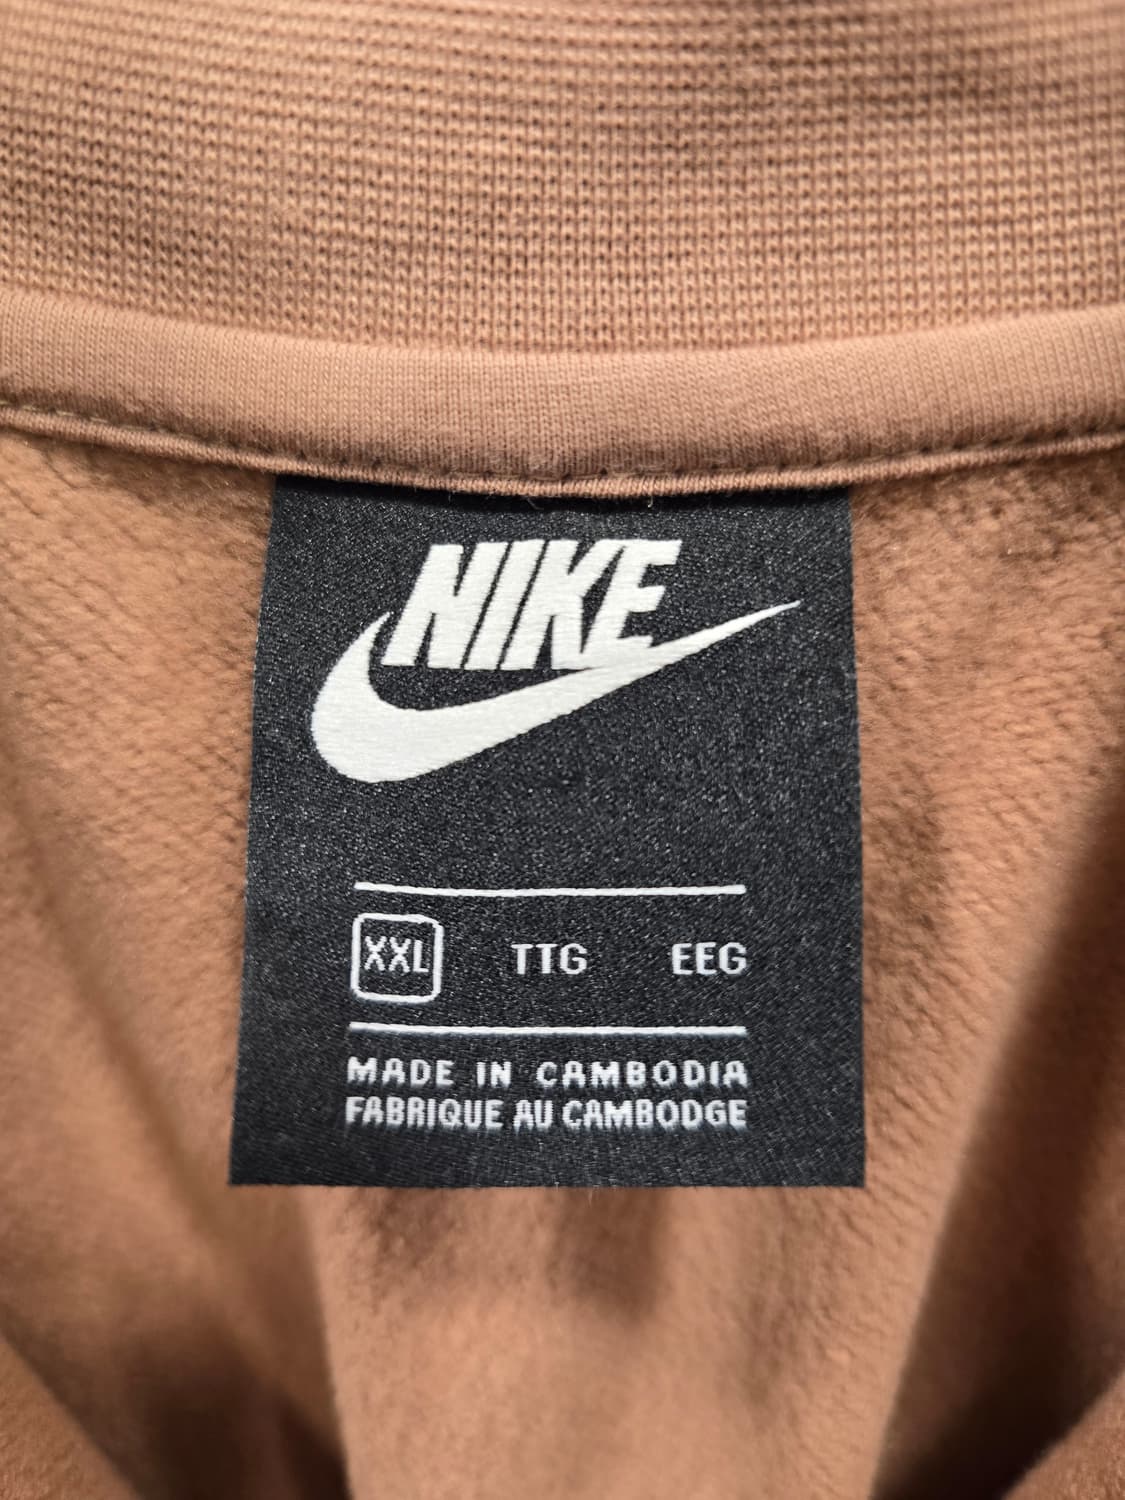 NIKE
XXL TTG EEG
MADE IN CAMBODIA
FABRIQUE AU CAMBODGE